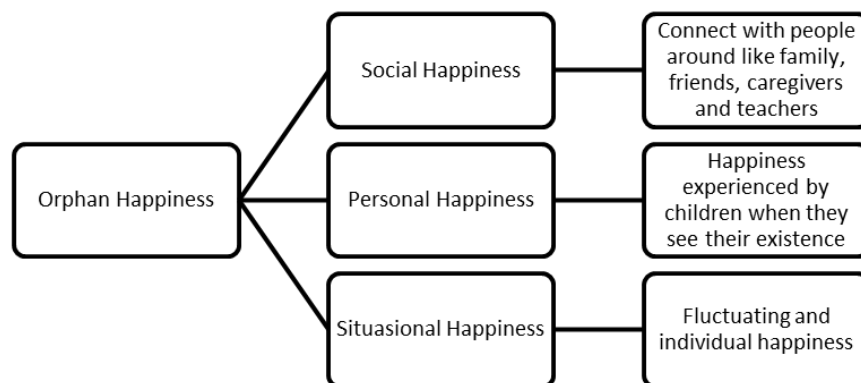 Orphan Happiness
Social Happiness
Connect with people
around like family,
friends, caregivers
and teachers
Personal Happiness
Happiness
experienced by
children when they
see their existence
Situasional Happiness
Fluctuating and
individual happiness